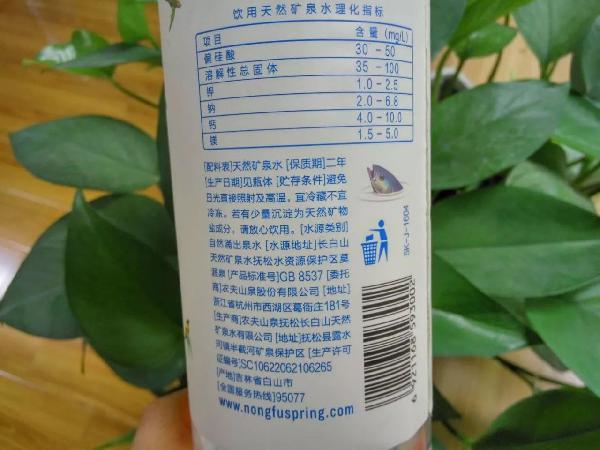 饮用天然矿泉水理化指标
项目 含量(mg/L)
偏硅酸 30-50
溶解性总固体 35-100
钾 1.0-2.5
钠 2.0-6.8
钙 4.0-10.0
镁 1.5-5.0
[配料表]天然矿泉水 [保质期]二年
[生产日期]见瓶体 [贮存条件]避免
日光直接照射及高温，宜冷藏不宜
冷冻。若有少量沉淀为天然矿物
盐成分，请放心饮用。[水源类别]
自然涌出泉水 [水源地址]长白山
天然矿泉水抚松水资源保护区莫
涯泉 [产品标准号]GB 8537 [委托
商]农夫山泉股份有限公司 [地址]
浙江省杭州市西湖区葛衙庄181号
[生产商]农夫山泉抚松长白山天然
矿泉水有限公司 [地址]抚松县露水
河镇半截河矿泉保护区 [生产许可
证编号]SC10622062106265
[产地]吉林省白山市
[全国服务热线]95077
www.nongfuspring.com
SK-J-1604
6 921168 593002